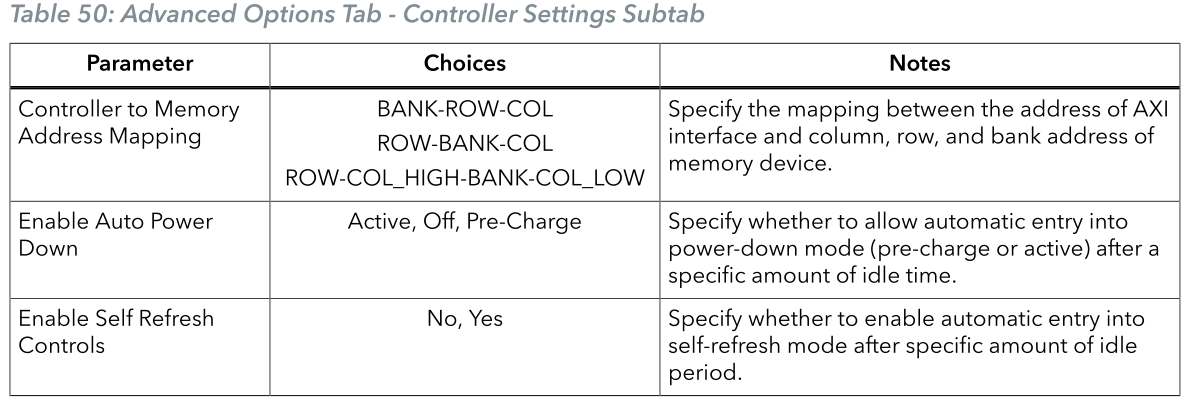 Table 50: Advanced Options Tab - Controller Settings Subtab
Parameter Choices Notes
Controller to Memory
Address Mapping
BANK-ROW-COL
ROW-BANK-COL
ROW-COL_HIGH-BANK-COL_LOW
Specify the mapping between the address of AXI
interface and column, row, and bank address of
memory device.
Enable Auto Power
Down
Active, Off, Pre-Charge
Specify whether to allow automatic entry into
power-down mode (pre-charge or active) after a
specific amount of idle time.
Enable Self Refresh
Controls
No, Yes
Specify whether to enable automatic entry into
self-refresh mode after specific amount of idle
period.